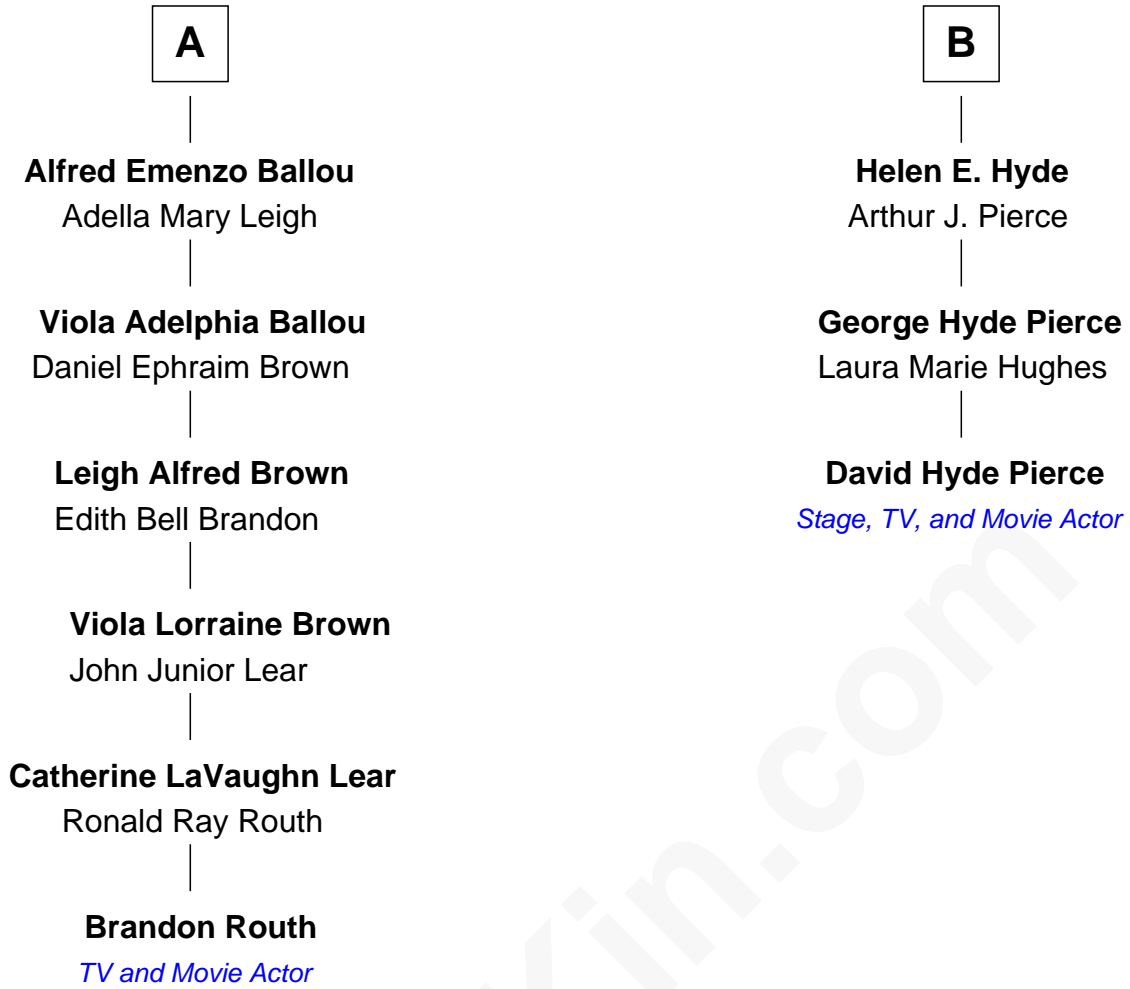 A
Alfred Emenzo Ballou
Adella Mary Leigh
Viola Adelphia Ballou
Daniel Ephraim Brown
Leigh Alfred Brown
Edith Bell Brandon
Viola Lorraine Brown
John Junior Lear
Catherine LaVaughn Lear
Ronald Ray Routh
Brandon Routh
TV and Movie Actor
B
Helen E. Hyde
Arthur J. Pierce
George Hyde Pierce
Laura Marie Hughes
David Hyde Pierce
Stage, TV, and Movie Actor
Kin.com